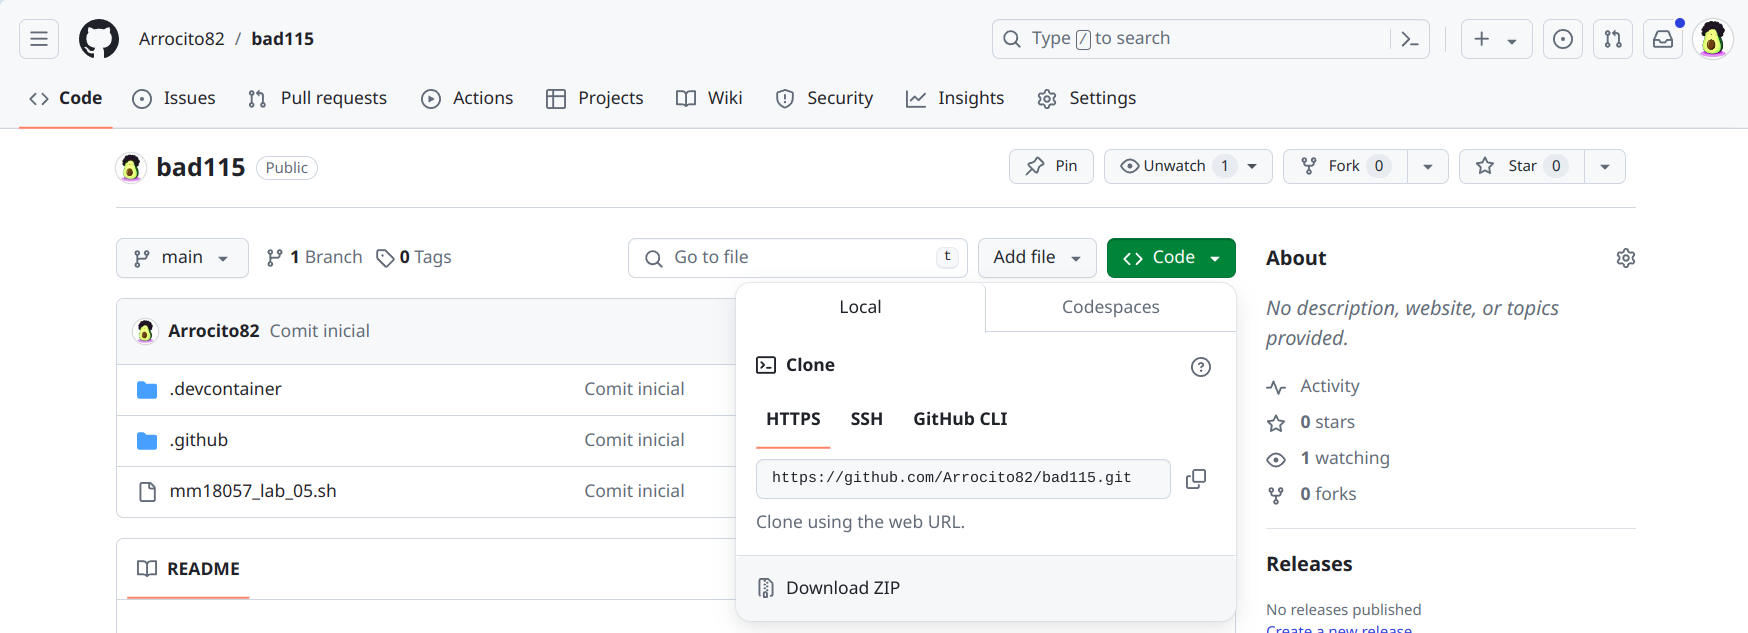 Arrocito82 / bad115
Type / to search
Code Issues Pull requests Actions Projects Wiki Security Insights Settings
bad115 Public
Pin Unwatch 1 Fork 0 Star 0
main 1 Branch 0 Tags
Go to file t Add file Code
Arrocito82 Comit inicial
.devcontainer Comit inicial
.github Comit inicial
mm18057_lab_05.sh Comit inicial
README
Local Codespaces
Clone
HTTPS SSH GitHub CLI
https://github.com/Arrocito82/bad115.git
Clone using the web URL.
Download ZIP
About
No description, website, or topics
provided.
Activity
0 stars
1 watching
0 forks
Releases
No releases published
Create a new release